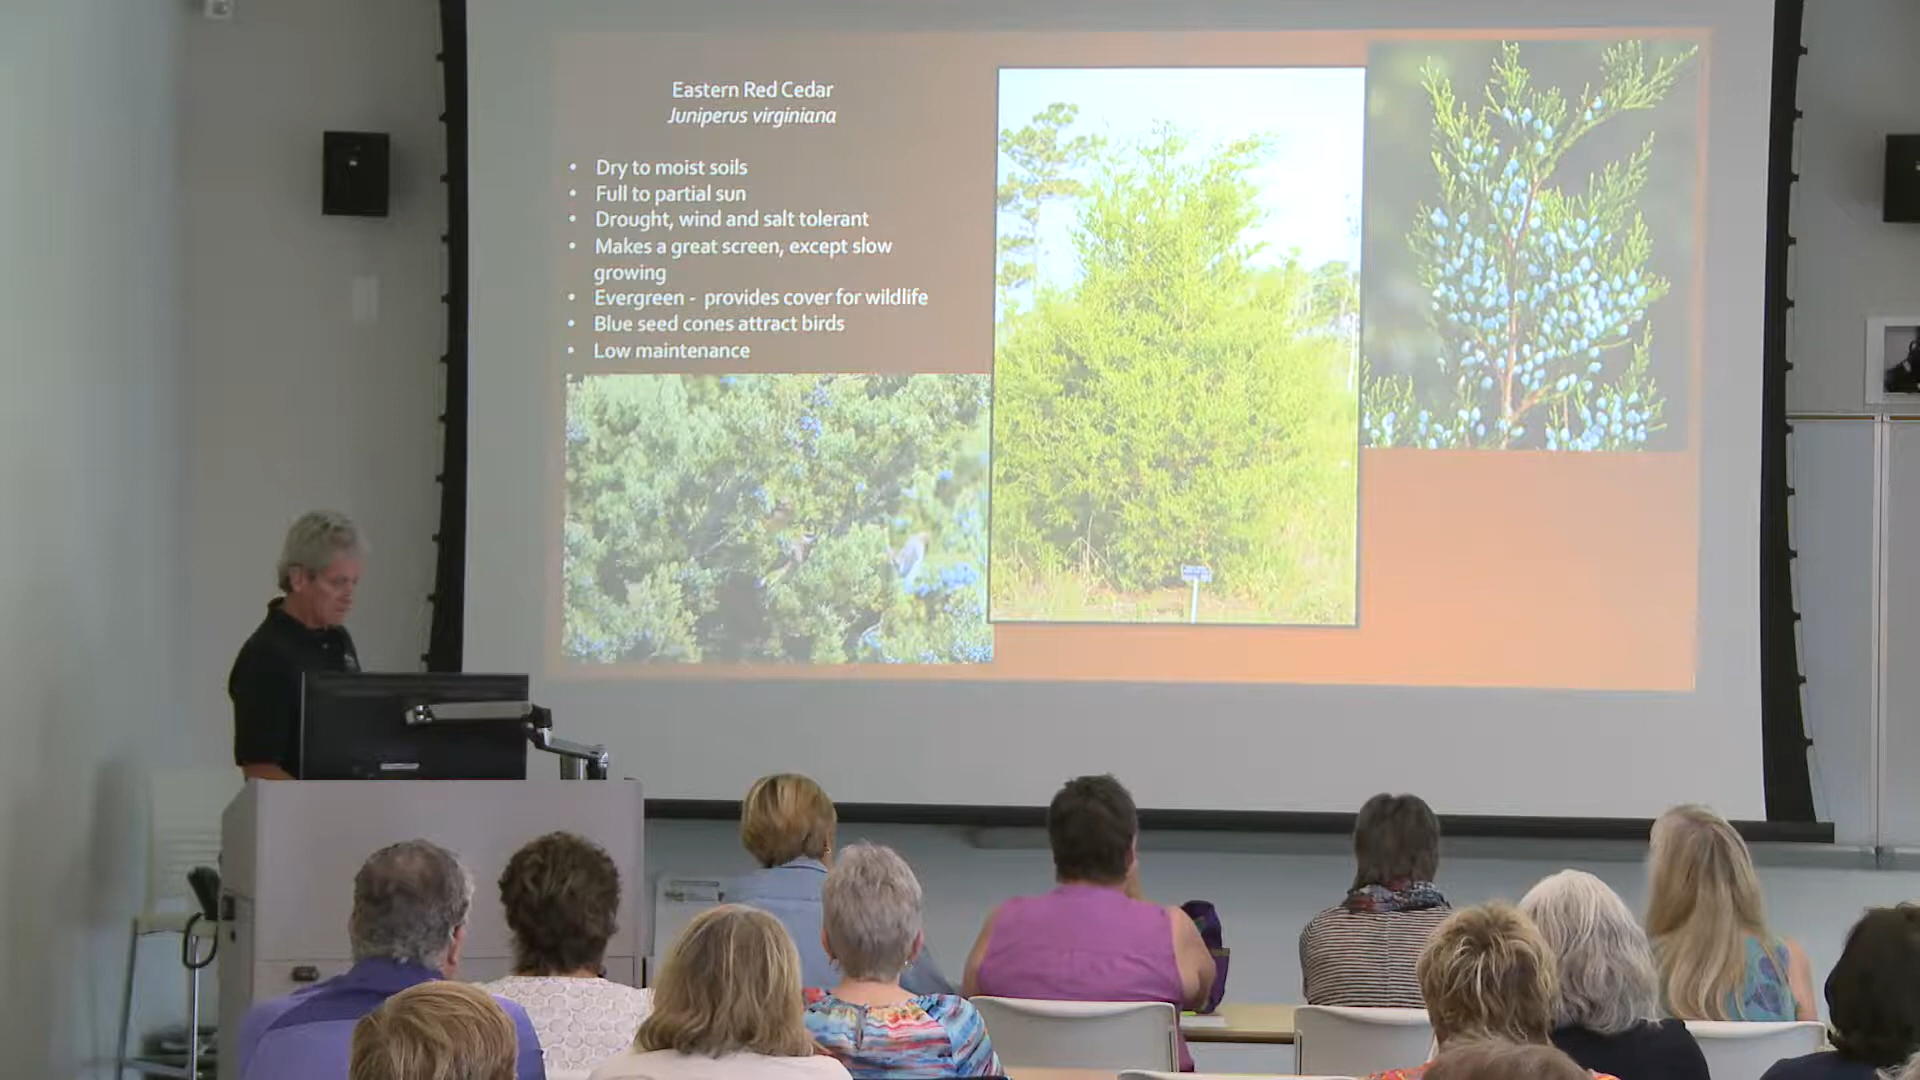 Eastern Red Cedar
Juniperus virginiana
• Dry to moist soils
• Full to partial sun
• Drought, wind and salt tolerant
• Makes a great screen, except slow
growing
• Evergreen - provides cover for wildlife
• Blue seed cones attract birds
• Low maintenance